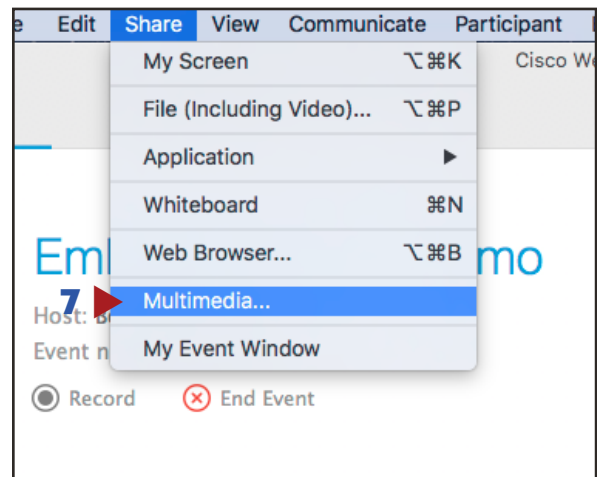 Edit Share View Communicate Participant
My Screen ⌥⌘K Cisco We
File (Including Video)... ⌥⌘P
Application ▶
Whiteboard ⌘N
Web Browser... ⌥⌘B
Em mo
Multimedia...
7
Host: B
My Event Window
Event n
Record End Event